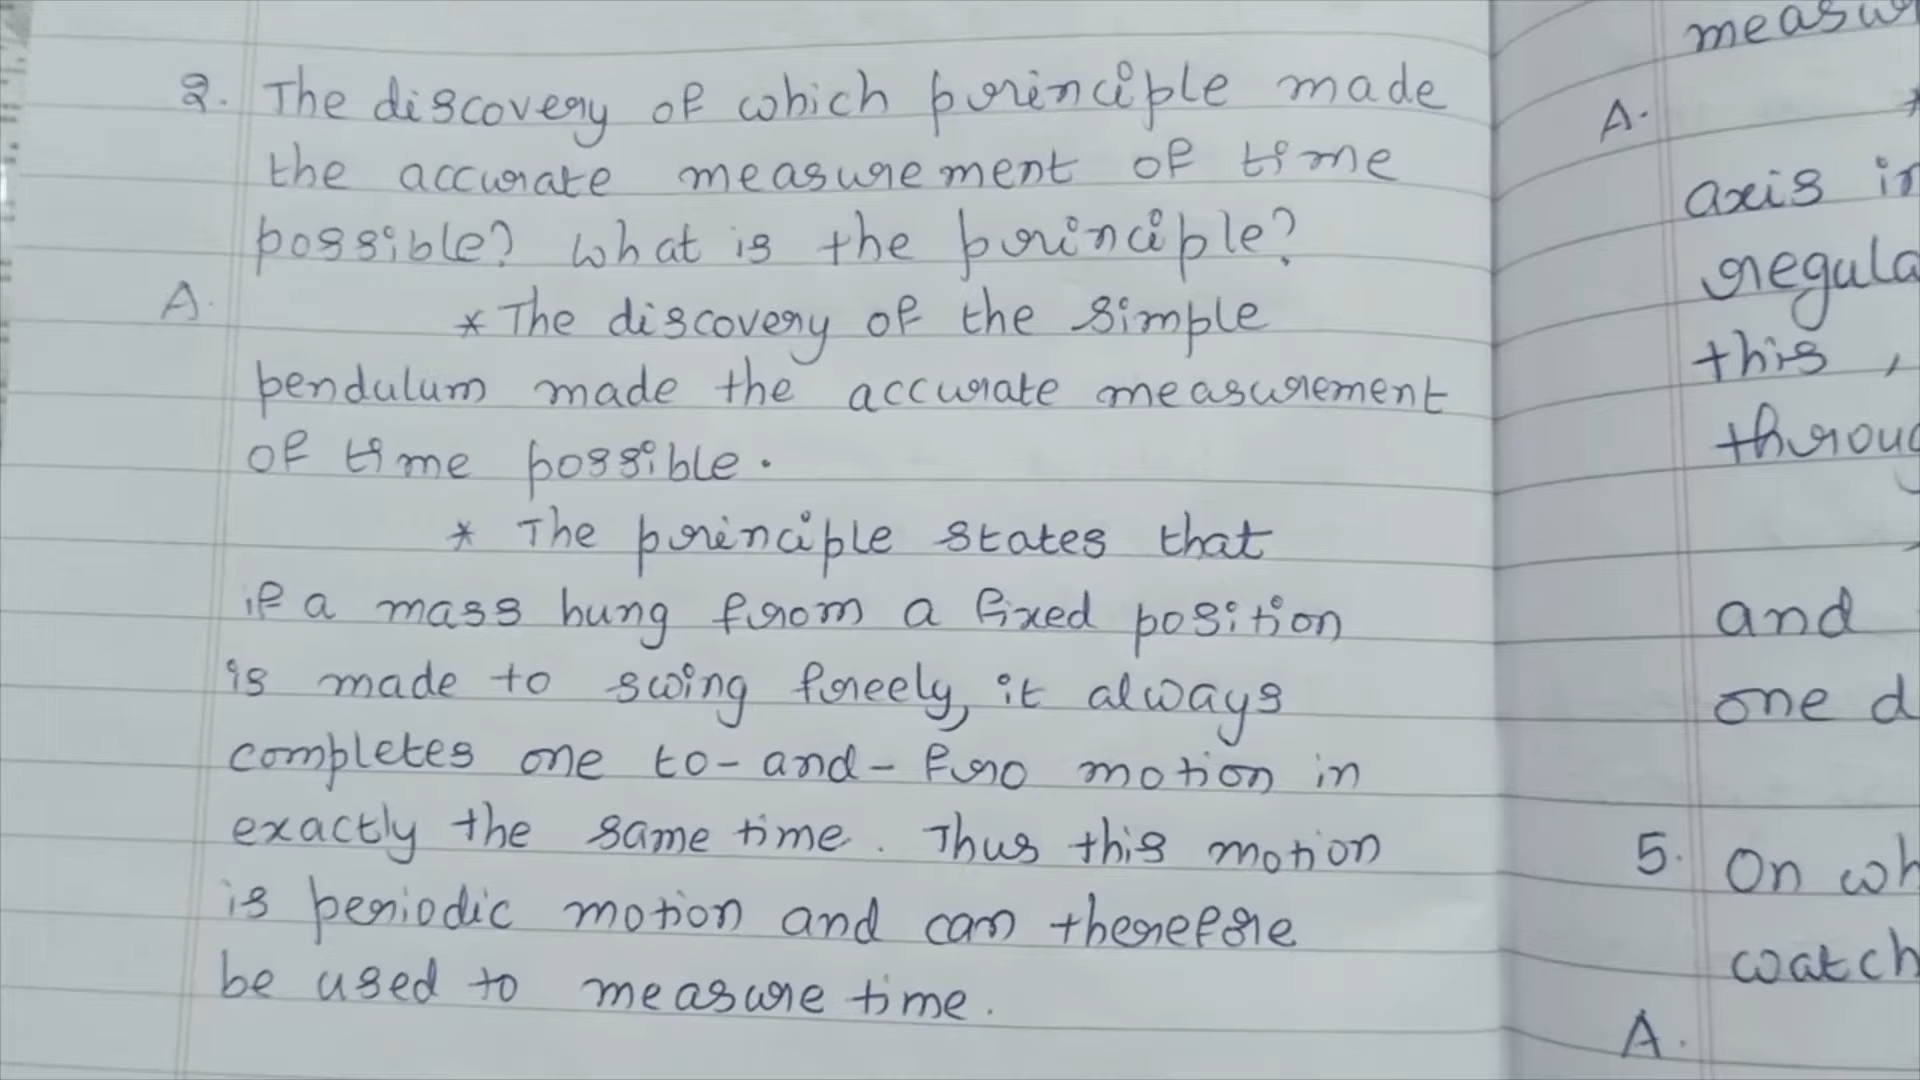 2. The discovery of which principle made
the accurate measurement of time
possible? What is the principle?
A.
* The discovery of the simple
pendulum made the accurate measurement
of time possible.
* The principle states that
if a mass hung from a fixed position
is made to swing freely, it always
completes one to-and-fro motion in
exactly the same time. Thus this motion
is periodic motion and can therefore
be used to measure time.
A.
axis in
this,
and
one d
5. On wh
watch
A.